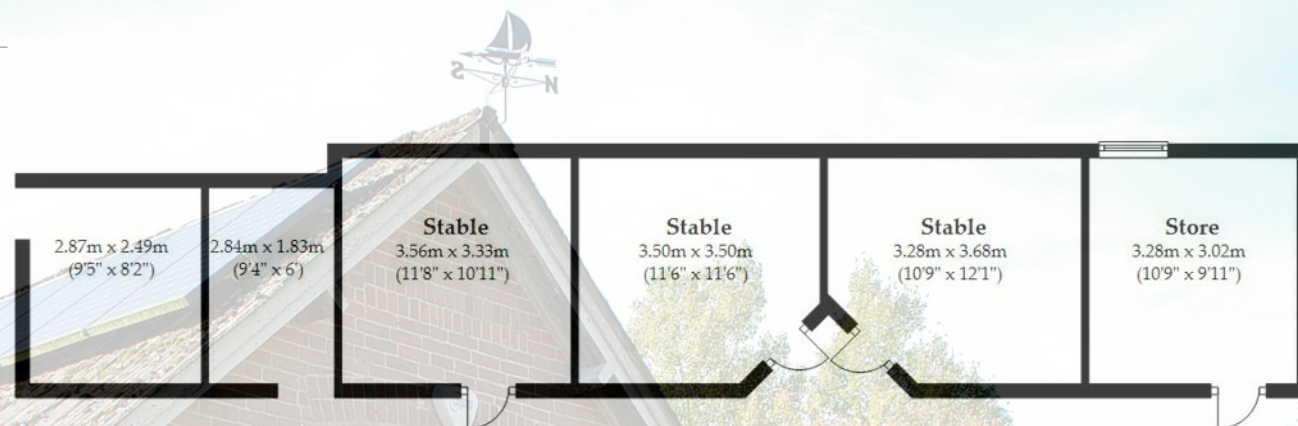 S N
2.87m x 2.49m
(9'5" x 8'2")
2.84m x 1.83m
(9'4" x 6')
Stable
3.56m x 3.33m
(11'8" x 10'11")
Stable
3.50m x 3.50m
(11'6" x 11'6")
Stable
3.28m x 3.68m
(10'9" x 12'1")
Store
3.28m x 3.02m
(10'9" x 9'11")